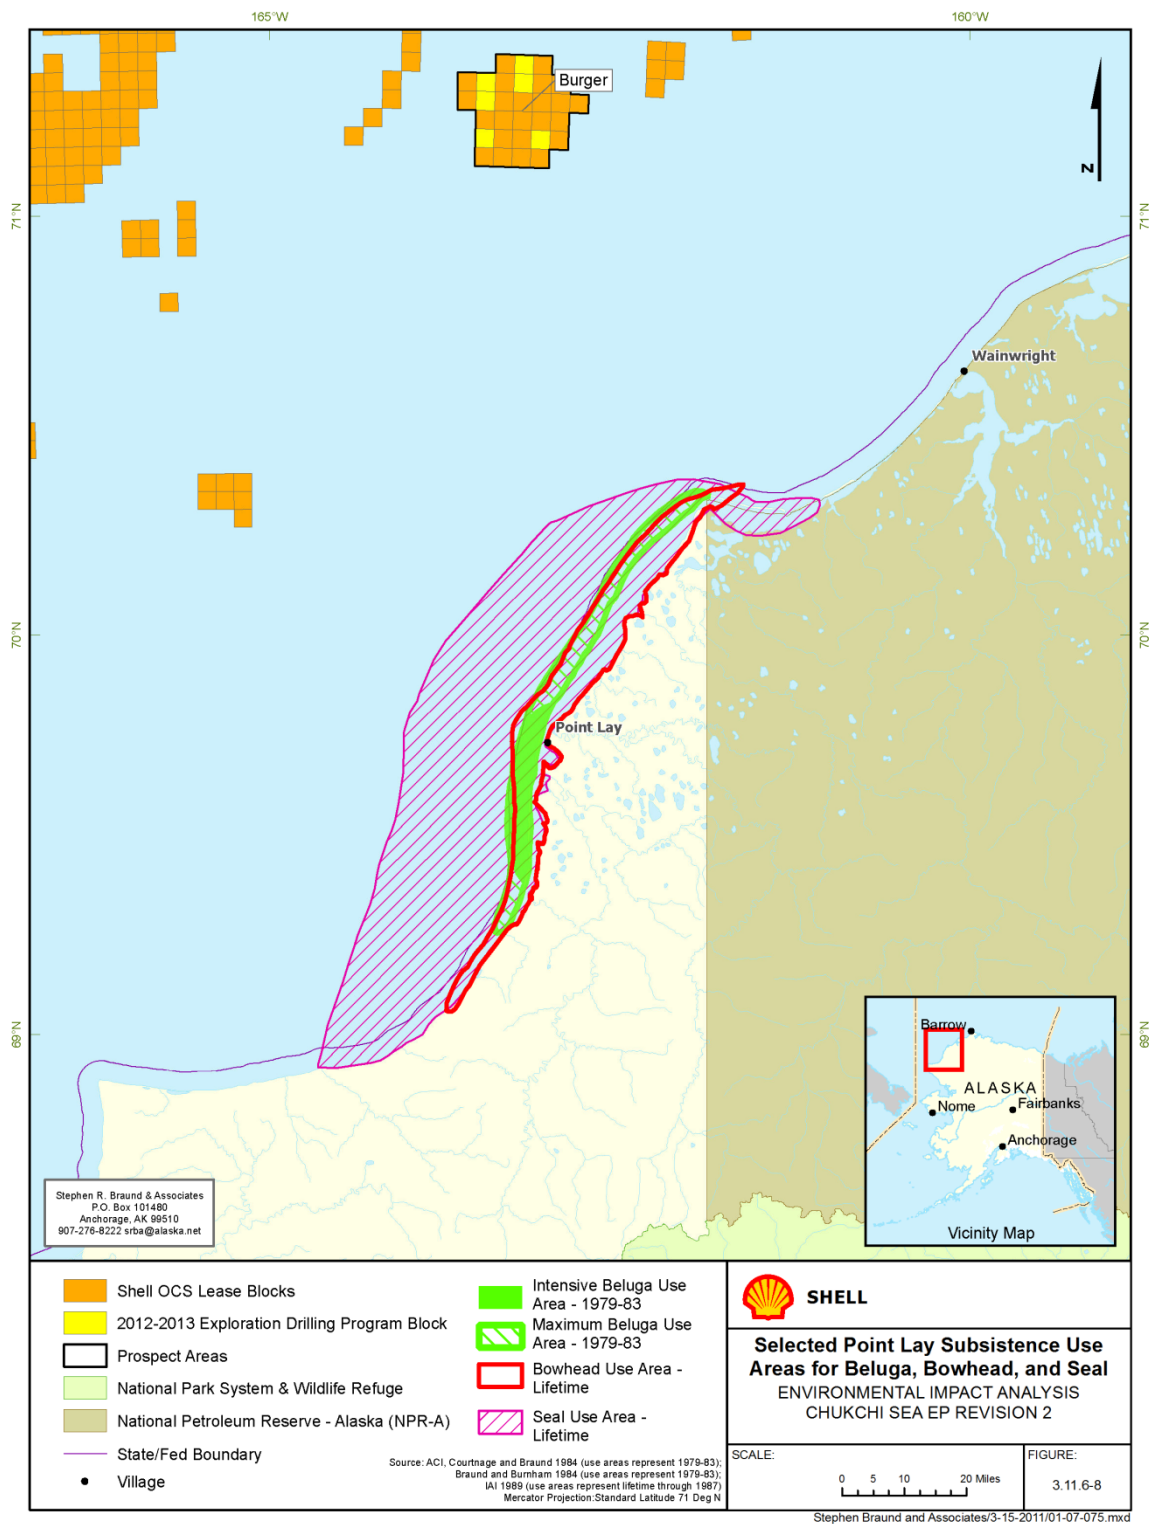 165°W
160°W
Burger
71°N
71°N
Wainwright
70°N
70°N
Point Lay
69°N
69°N
Barrow
ALASKA
Nome
Fairbanks
Anchorage
Vicinity Map
Stephen R. Braund & Associates
P.O. Box 101480
Anchorage, AK 99510
907-276-8222 srba@alaska.net
N
Shell OCS Lease Blocks
2012-2013 Exploration Drilling Program Block
Prospect Areas
National Park System & Wildlife Refuge
National Petroleum Reserve - Alaska (NPR-A)
State/Fed Boundary
Village
Intensive Beluga Use
Area - 1979-83
Maximum Beluga Use
Area - 1979-83
Bowhead Use Area -
Lifetime
Seal Use Area -
Lifetime
Source: ACI, Courtnage and Braund 1984 (use areas represent 1979-83);
Braund and Burnham 1984 (use areas represent 1979-83);
IAI 1989 (use areas represent lifetime through 1987)
Mercator Projection:Standard Latitude 71 Deg N
SHELL
Selected Point Lay Subsistence Use
Areas for Beluga, Bowhead, and Seal
ENVIRONMENTAL IMPACT ANALYSIS
CHUKCHI SEA EP REVISION 2
SCALE:
0 5 10 20 Miles
FIGURE:
3.11.6-8
Stephen Braund and Associates/3-15-2011/01-07-075.mxd